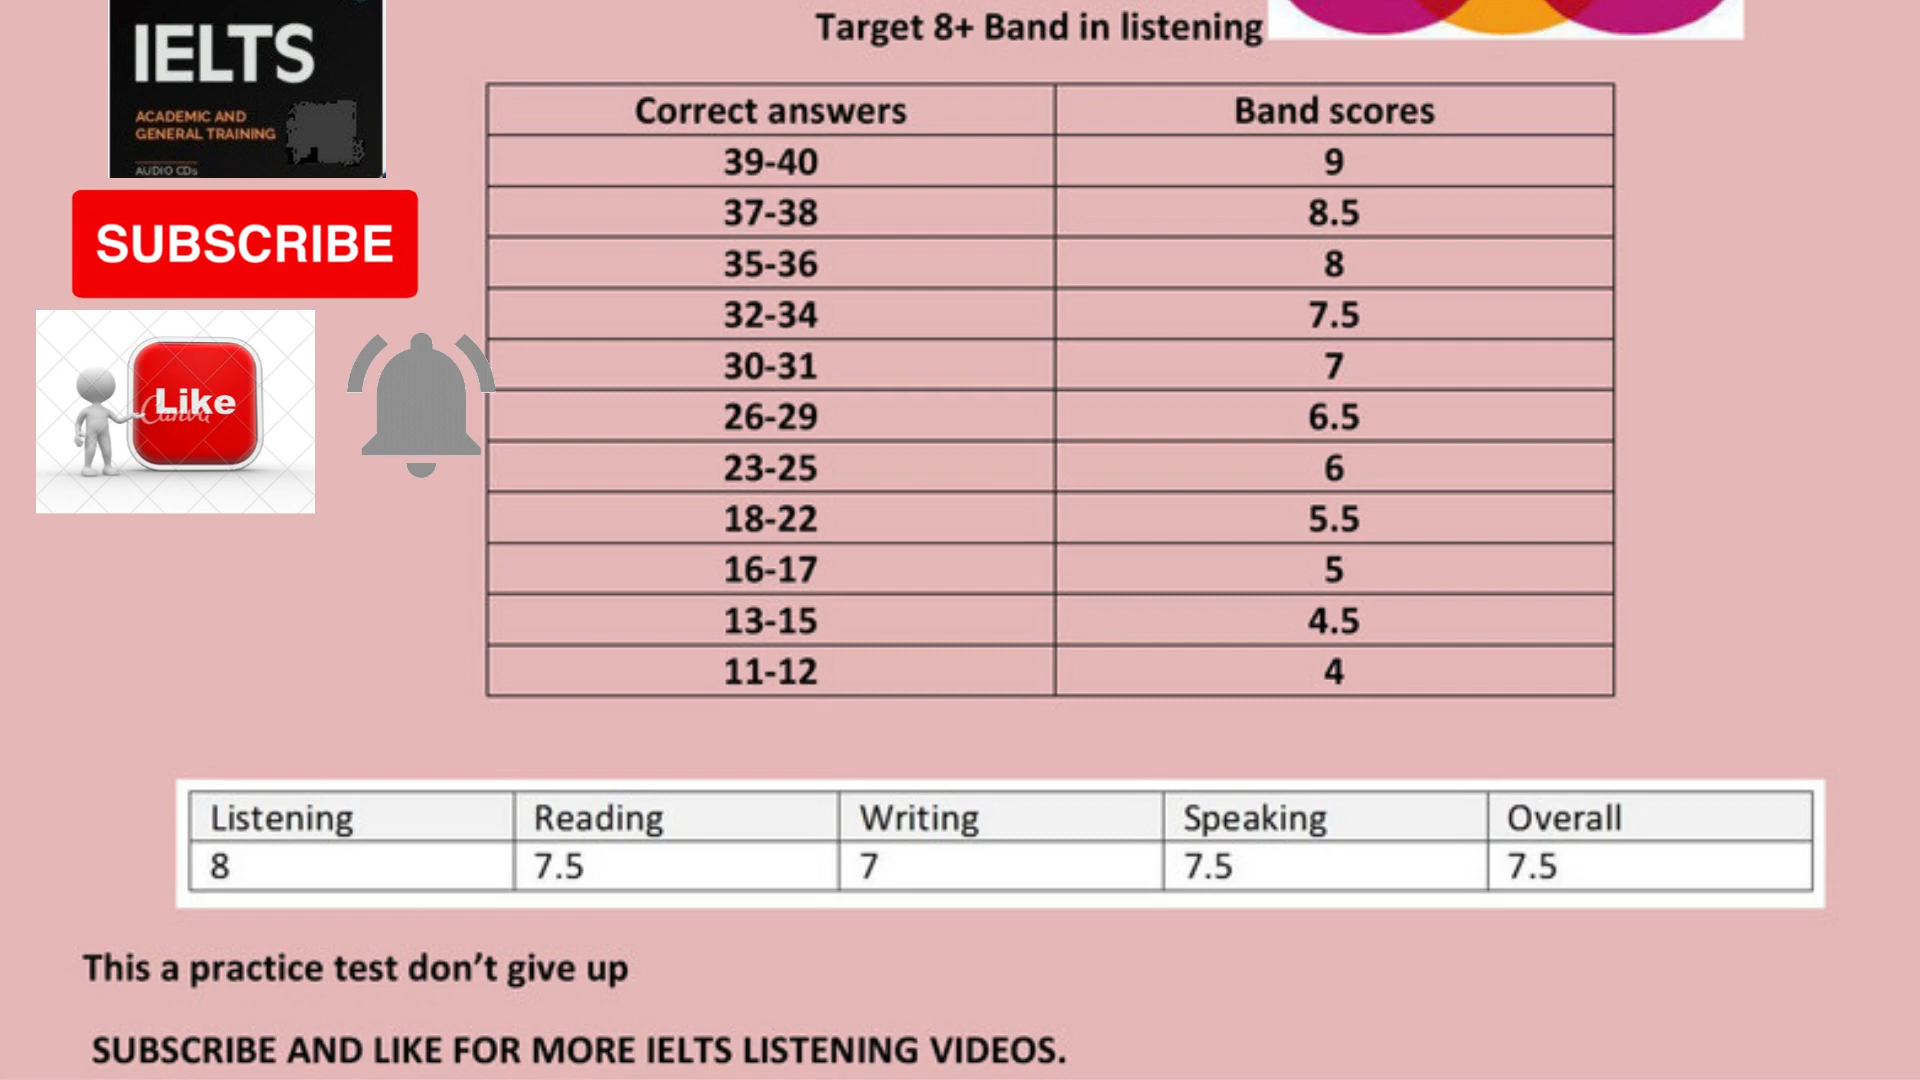 IELTS
ACADEMIC AND
GENERAL TRAINING
AUDIO CDs
Target 8+ Band in listening
SUBSCRIBE
Like
Canva
Correct answers Band scores
39-40 9
37-38 8.5
35-36 8
32-34 7.5
30-31 7
26-29 6.5
23-25 6
18-22 5.5
16-17 5
13-15 4.5
11-12 4
Listening Reading Writing Speaking Overall
8 7.5 7 7.5 7.5
This a practice test don’t give up
SUBSCRIBE AND LIKE FOR MORE IELTS LISTENING VIDEOS.